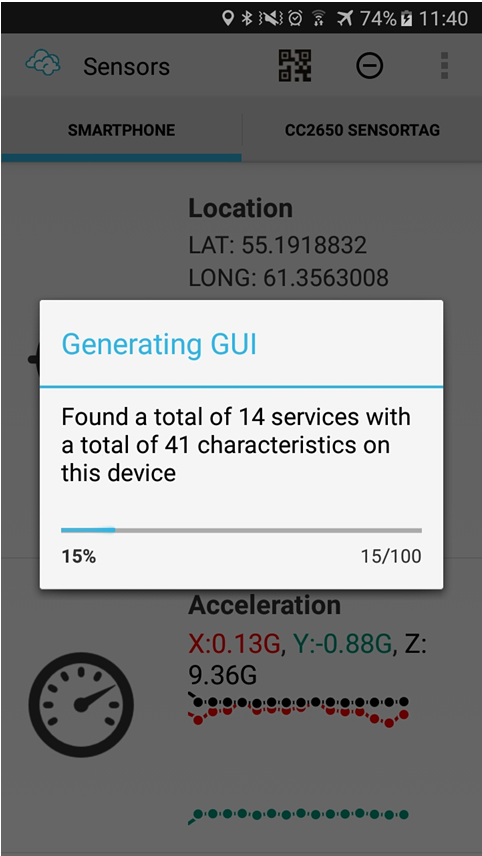 74% 11:40
Sensors
SMARTPHONE CC2650 SENSORTAG
Location
LAT: 55.1918832
LONG: 61.3563008
Generating GUI
Found a total of 14 services with
a total of 41 characteristics on
this device
15% 15/100
Acceleration
X:0.13G, Y:-0.88G, Z:
9.36G